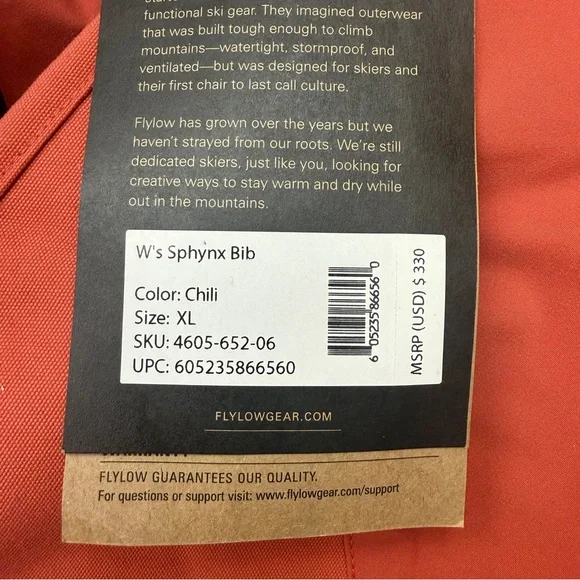 functional ski gear. They imagined outerwear
that was built tough enough to climb
mountains—watertight, stormproof, and
ventilated—but was designed for skiers and
their first chair to last call culture.
Flylow has grown over the years but we
haven't strayed from our roots. We're still
dedicated skiers, just like you, looking for
creative ways to stay warm and dry while
out in the mountains.
W's Sphynx Bib
Color: Chili
Size: XL
SKU: 4605-652-06
UPC: 605235866560
6 05235 86656 0
MSRP (USD) $ 330
FLYLOWGEAR.COM
WARRANTY
FLYLOW GUARANTEES OUR QUALITY.
For questions or support visit: www.flylowgear.com/support